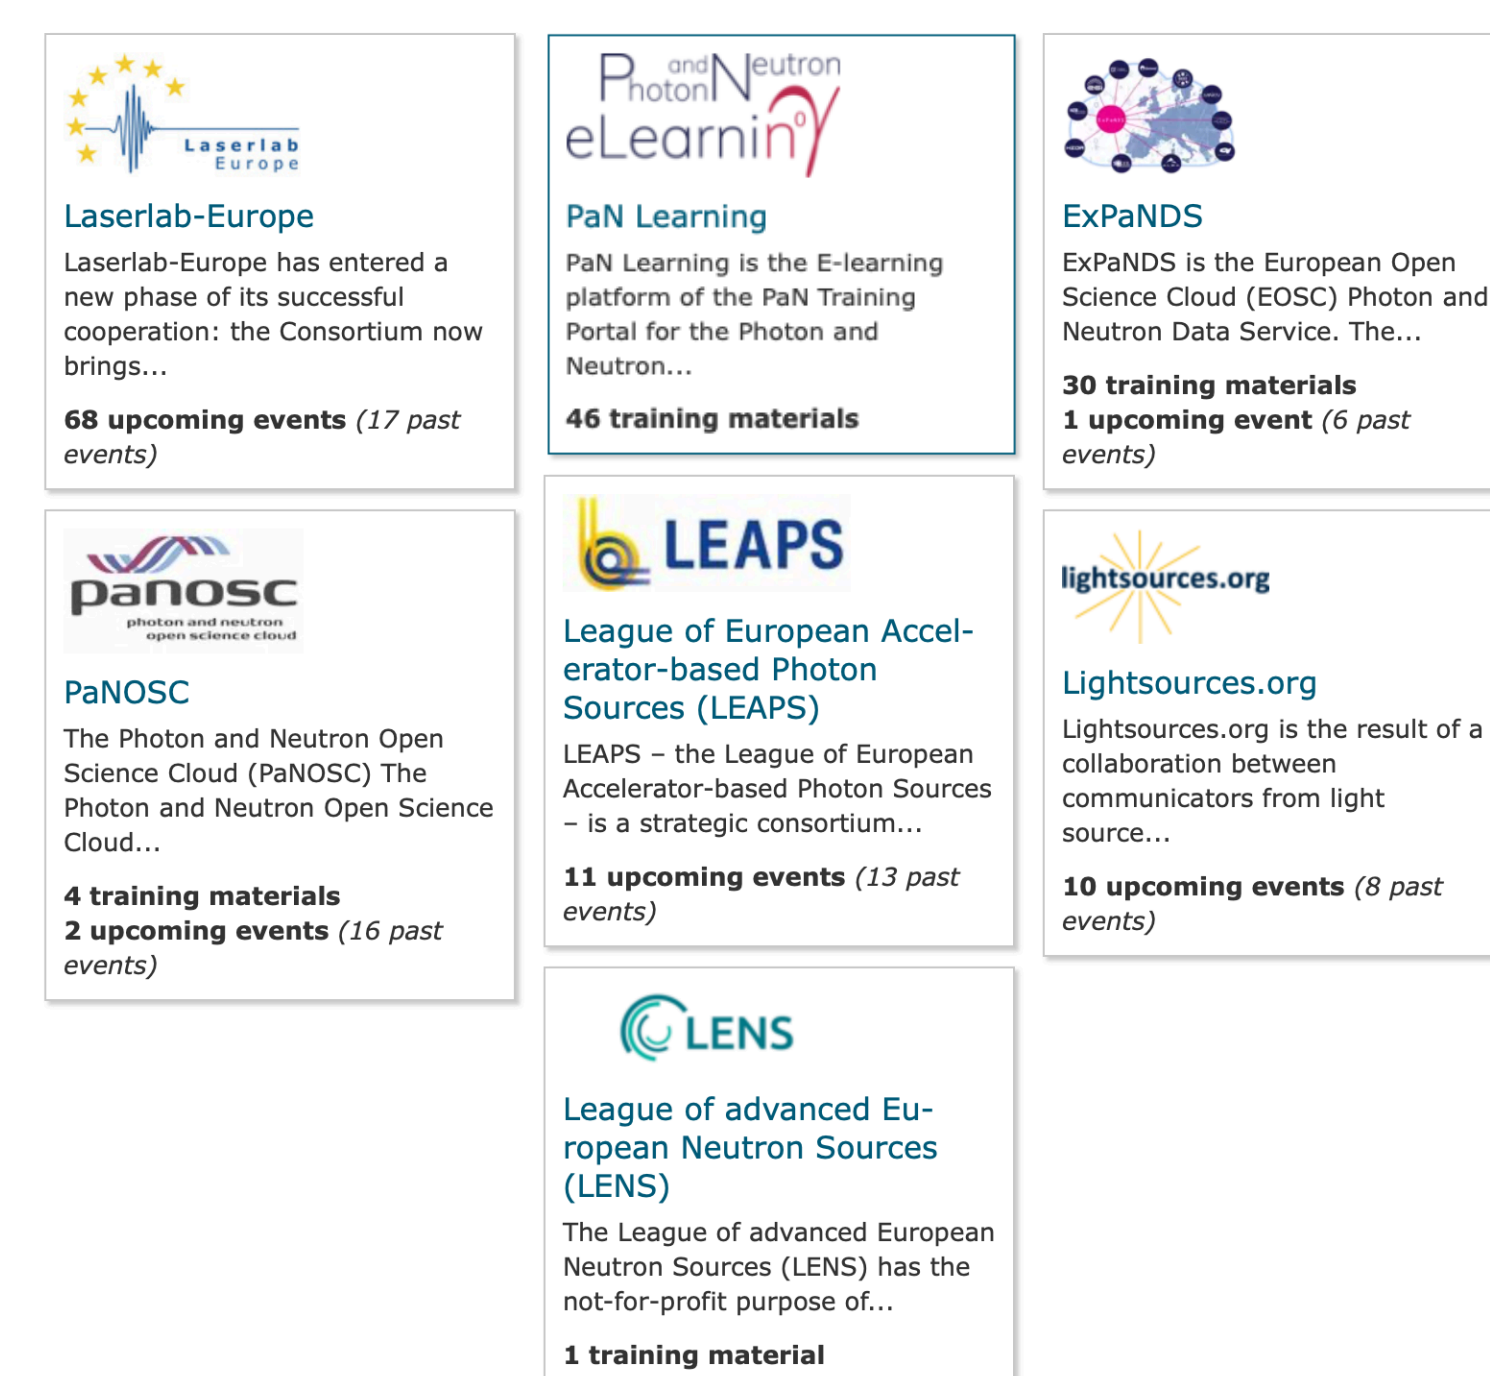 Laserlab
Europe
Laserlab-Europe
Laserlab-Europe has entered a
new phase of its successful
cooperation: the Consortium now
brings...
68 upcoming events (17 past
events)
panosc
photon and neutron
open science cloud
PaNOSC
The Photon and Neutron Open
Science Cloud (PaNOSC) The
Photon and Neutron Open Science
Cloud...
4 training materials
2 upcoming events (16 past
events)
Photon and Neutron
eLearning
PaN Learning
PaN Learning is the E-learning
platform of the PaN Training
Portal for the Photon and
Neutron...
46 training materials
LEAPS
League of European Accel-
erator-based Photon
Sources (LEAPS)
LEAPS – the League of European
Accelerator-based Photon Sources
– is a strategic consortium...
11 upcoming events (13 past
events)
LENS
League of advanced Eu-
ropean Neutron Sources
(LENS)
The League of advanced European
Neutron Sources (LENS) has the
not-for-profit purpose of...
1 training material
ExPaNDS
ExPaNDS is the European Open
Science Cloud (EOSC) Photon and
Neutron Data Service. The...
30 training materials
1 upcoming event (6 past
events)
lightsources.org
Lightsources.org
Lightsources.org is the result of a
collaboration between
communicators from light
source...
10 upcoming events (8 past
events)